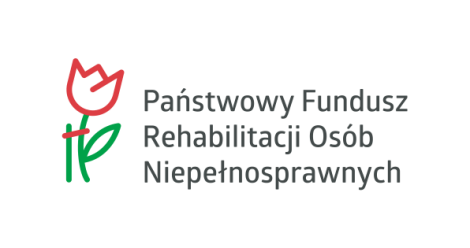 Państwowy Fundusz
Rehabilitacji Osób
Niepełnosprawnych